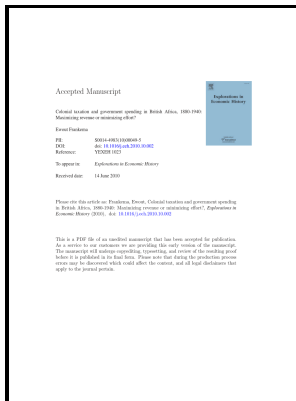 Accepted Manuscript
Explorations in
Economic History
Colonial taxation and government spending in British Africa, 1880-1940:
Maximizing revenue or minimizing effort?
Ewout Frankema
PII: S0014-4983(10)00049-5
DOI: doi: 10.1016/j.eeh.2010.10.002
Reference: YEXEH 1023
To appear in: Explorations in Economic History
Received date: 14 June 2010
Please cite this article as: Frankema, Ewout, Colonial taxation and government spending
in British Africa, 1880-1940: Maximizing revenue or minimizing effort?, Explorations in
Economic History (2010), doi: 10.1016/j.eeh.2010.10.002
This is a PDF file of an unedited manuscript that has been accepted for publication.
As a service to our customers we are providing this early version of the manuscript.
The manuscript will undergo copyediting, typesetting, and review of the resulting proof
before it is published in its final form. Please note that during the production process
errors may be discovered which could affect the content, and all legal disclaimers that
apply to the journal pertain.